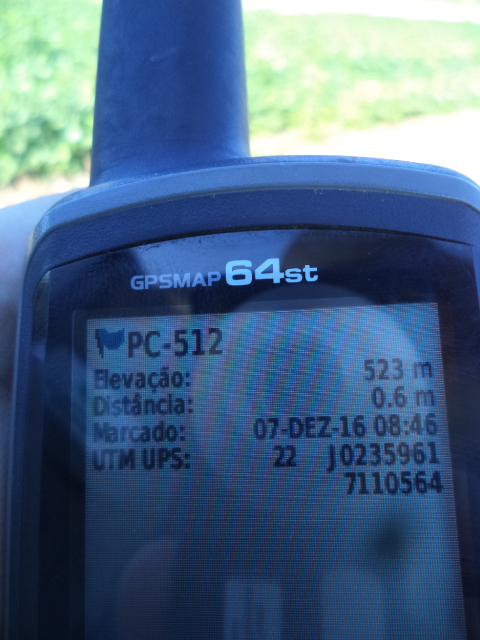 GPSMAP 64st
PC-512
Elevação: 523 m
Distância: 0.6 m
Marcado: 07-DEZ-16 08:46
UTM UPS: 22 J0235961
7110564